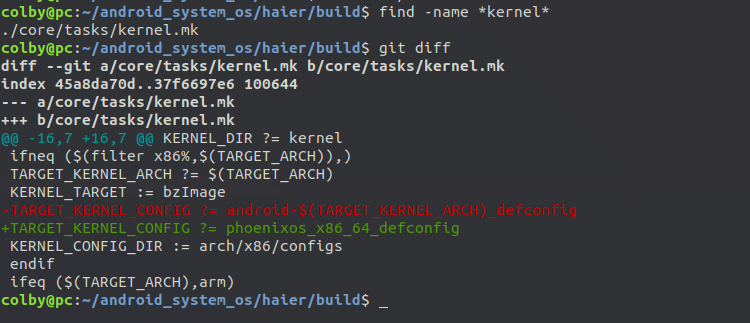 colby@pc:~/android_system_os/haier/build$ find -name *kernel*
./core/tasks/kernel.mk
colby@pc:~/android_system_os/haier/build$ git diff
diff --git a/core/tasks/kernel.mk b/core/tasks/kernel.mk
index 45a8da70d..37f6697e6 100644
--- a/core/tasks/kernel.mk
+++ b/core/tasks/kernel.mk
@@ -16,7 +16,7 @@ KERNEL_DIR ?= kernel
 ifneq ($(filter x86%,$(TARGET_ARCH)),)
 TARGET_KERNEL_ARCH ?= $(TARGET_ARCH)
 KERNEL_TARGET := bzImage
-TARGET_KERNEL_CONFIG ?= android-$(TARGET_KERNEL_ARCH)_defconfig
+TARGET_KERNEL_CONFIG ?= phoenixos_x86_64_defconfig
 KERNEL_CONFIG_DIR := arch/x86/configs
 endif
 ifeq ($(TARGET_ARCH),arm)
colby@pc:~/android_system_os/haier/build$ _